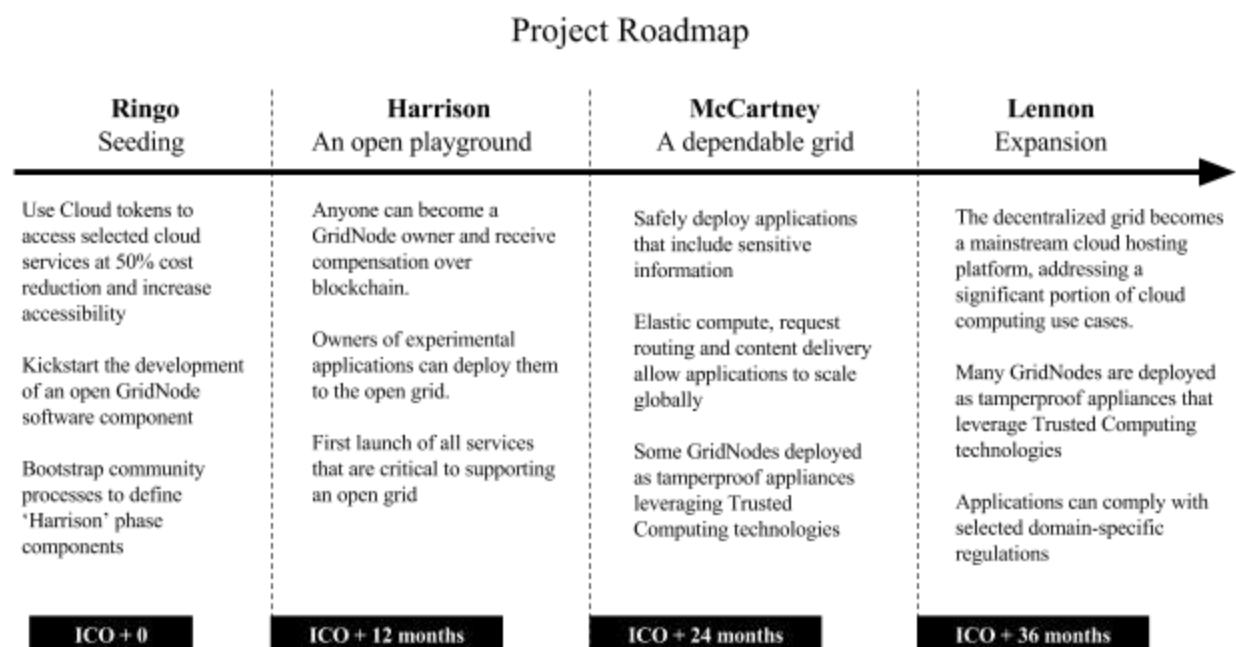 Project Roadmap
Ringo
Seeding
Harrison
An open playground
McCartney
A dependable grid
Lennon
Expansion
Use Cloud tokens to
access selected cloud
services at 50% cost
reduction and increase
accessibility
Kickstart the development
of an open GridNode
software component
Bootstrap community
processes to define
‘Harrison’ phase
components
Anyone can become a
GridNode owner and receive
compensation over
blockchain.
Owners of experimental
applications can deploy them
to the open grid.
First launch of all services
that are critical to supporting
an open grid
Safely deploy applications
that include sensitive
information
Elastic compute, request
routing and content delivery
allow applications to scale
globally
Some GridNodes deployed
as tamperproof appliances
leveraging Trusted
Computing technologies
The decentralized grid becomes
a mainstream cloud hosting
platform, addressing a
significant portion of cloud
computing use cases.
Many GridNodes are deployed
as tamperproof appliances that
leverage Trusted Computing
technologies
Applications can comply with
selected domain-specific
regulations
ICO + 0
ICO + 12 months
ICO + 24 months
ICO + 36 months